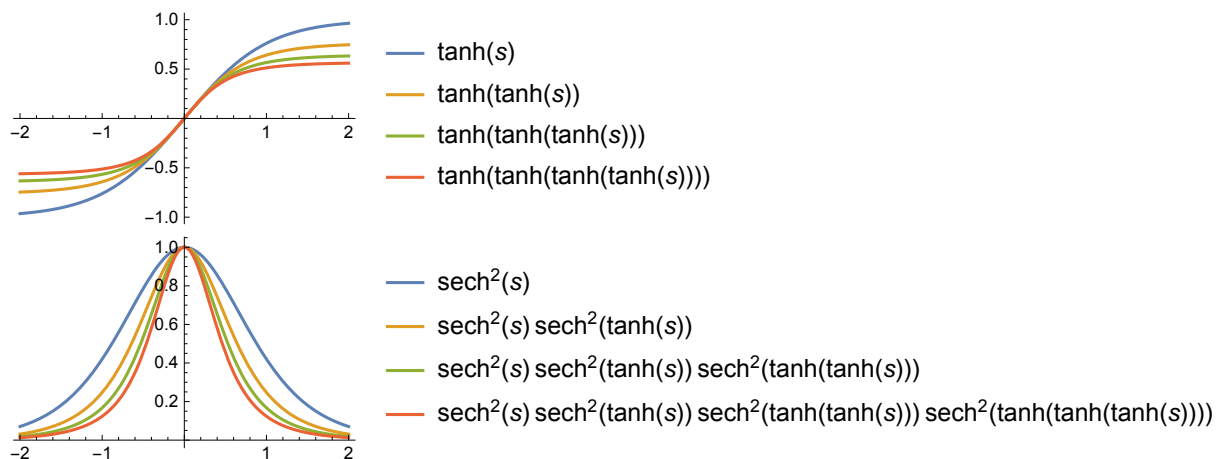 1.0
0.5
-2 -1 1 2
-0.5
-1.0
tanh(s)
tanh(tanh(s))
tanh(tanh(tanh(s)))
tanh(tanh(tanh(tanh(s))))
1.0
0.8
0.6
0.4
0.2
-2 -1 0 1 2
sech²(s)
sech²(s) sech²(tanh(s))
sech²(s) sech²(tanh(s)) sech²(tanh(tanh(s)))
sech²(s) sech²(tanh(s)) sech²(tanh(tanh(s))) sech²(tanh(tanh(tanh(s))))